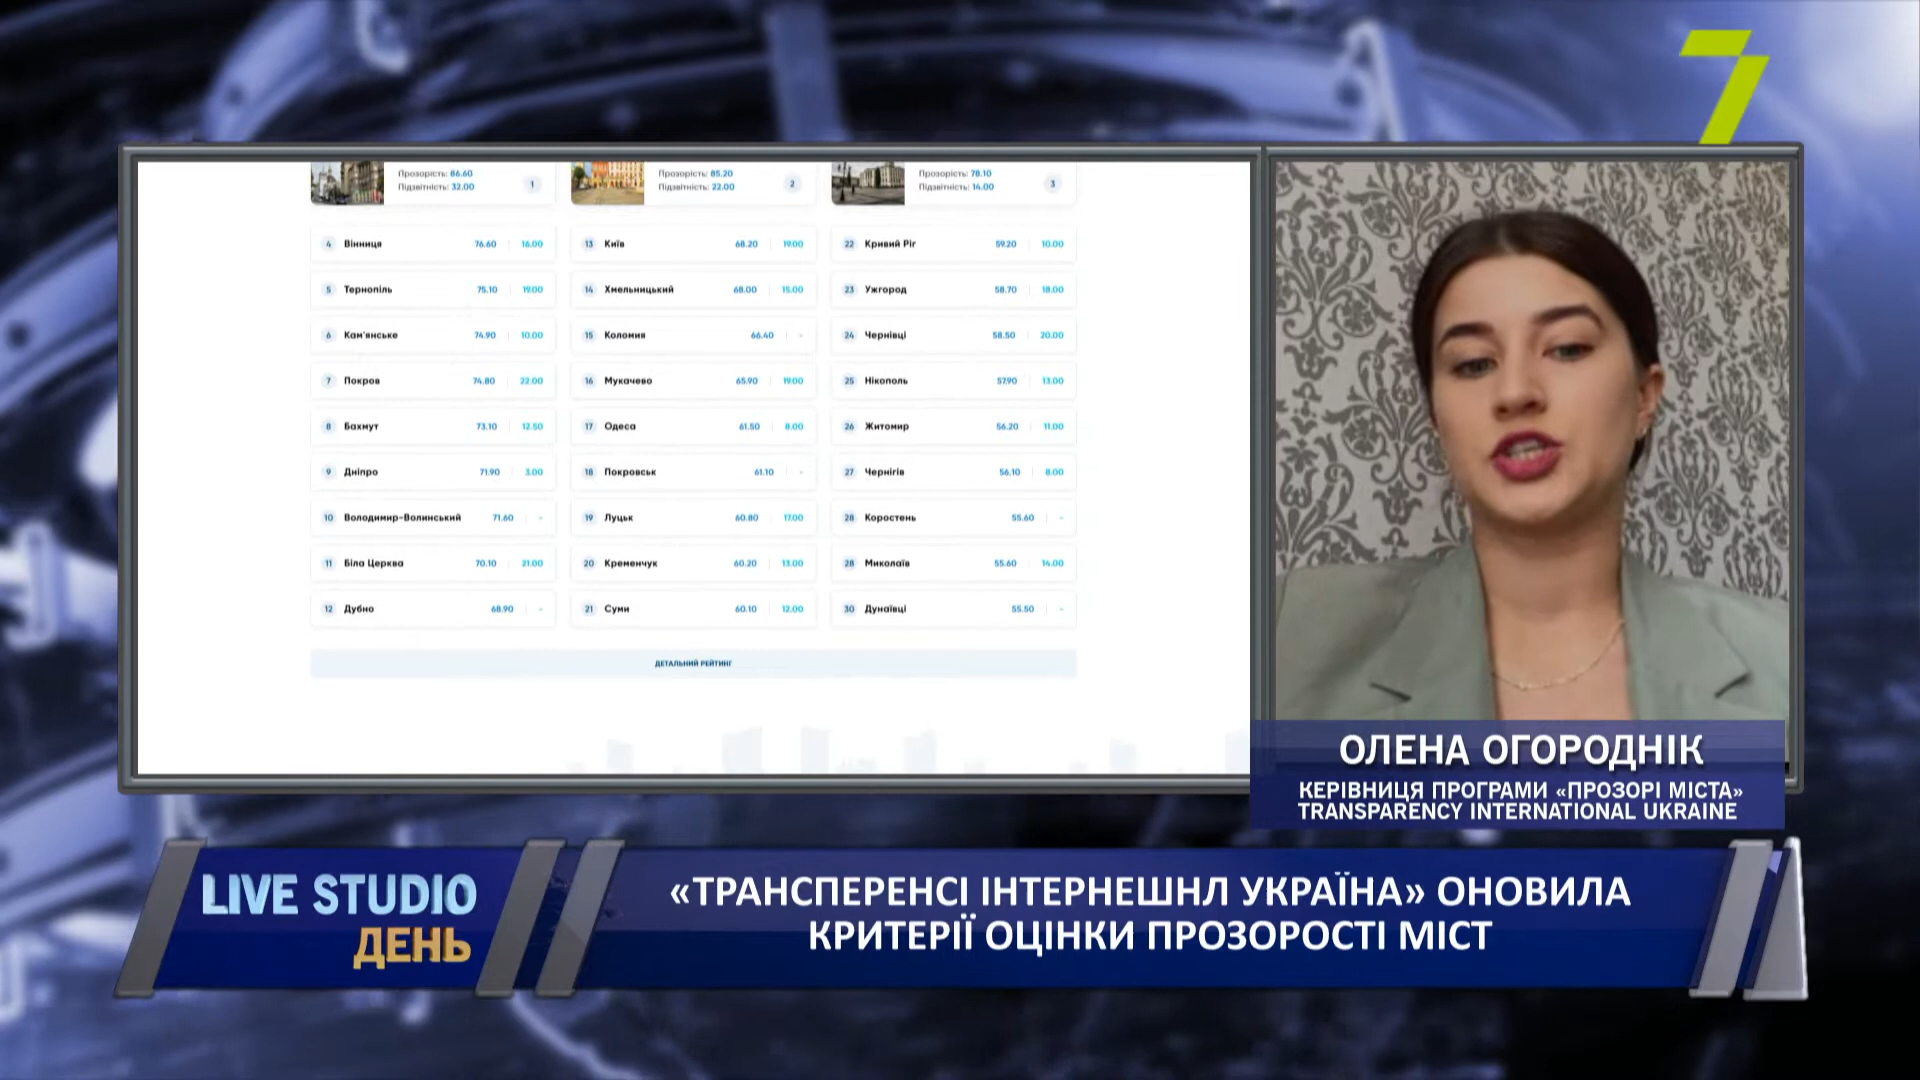 7
Прозорість: 86.60
Підзвітність: 32.00
1
Прозорість: 85.20
Підзвітність: 22.00
2
Прозорість: 78.10
Підзвітність: 14.00
3
4 Вінниця 76.60 16.00
13 Київ 68.20 19.00
22 Кривий Ріг 59.20 10.00
5 Тернопіль 75.10 19.00
14 Хмельницький 68.00 15.00
23 Ужгород 58.70 18.00
6 Кам'янське 74.90 10.00
15 Коломия 66.40 -
24 Чернівці 58.50 20.00
7 Покров 74.80 22.00
16 Мукачево 65.90 19.00
25 Нікополь 57.90 13.00
8 Бахмут 73.10 12.50
17 Одеса 61.50 8.00
26 Житомир 56.20 11.00
9 Дніпро 71.90 3.00
18 Покровськ 61.10 -
27 Чернігів 56.10 8.00
10 Володимир-Волинський 71.60 -
19 Луцьк 60.80 17.00
28 Коростень 55.60 -
11 Біла Церква 70.10 21.00
20 Кременчук 60.20 13.00
28 Миколаїв 55.60 14.00
12 Дубно 68.90 -
21 Суми 60.10 12.00
30 Дунаївці 55.50 -
ДЕТАЛЬНИЙ РЕЙТИНГ
ОЛЕНА ОГОРОДНІК
КЕРІВНИЦЯ ПРОГРАМИ «ПРОЗОРІ МІСТА»
TRANSPARENCY INTERNATIONAL UKRAINE
LIVE STUDIO
ДЕНЬ
«ТРАНСПЕРЕНСІ ІНТЕРНЕШНЛ УКРАЇНА» ОНОВИЛА
КРИТЕРІЇ ОЦІНКИ ПРОЗОРОСТІ МІСТ